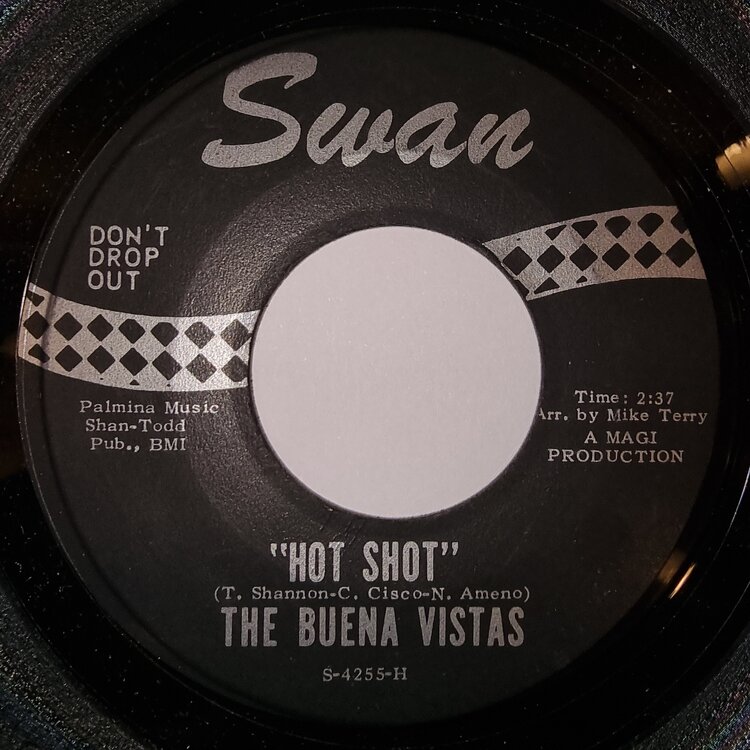 Swan
DON'T
DROP
OUT
Palmina Music
Shan-Todd
Pub., BMI
Time: 2:37
Arr. by Mike Terry
A MAGI
PRODUCTION
"HOT SHOT"
(T. Shannon-C. Cisco-N. Ameno)
THE BUENA VISTAS
S-4255-H